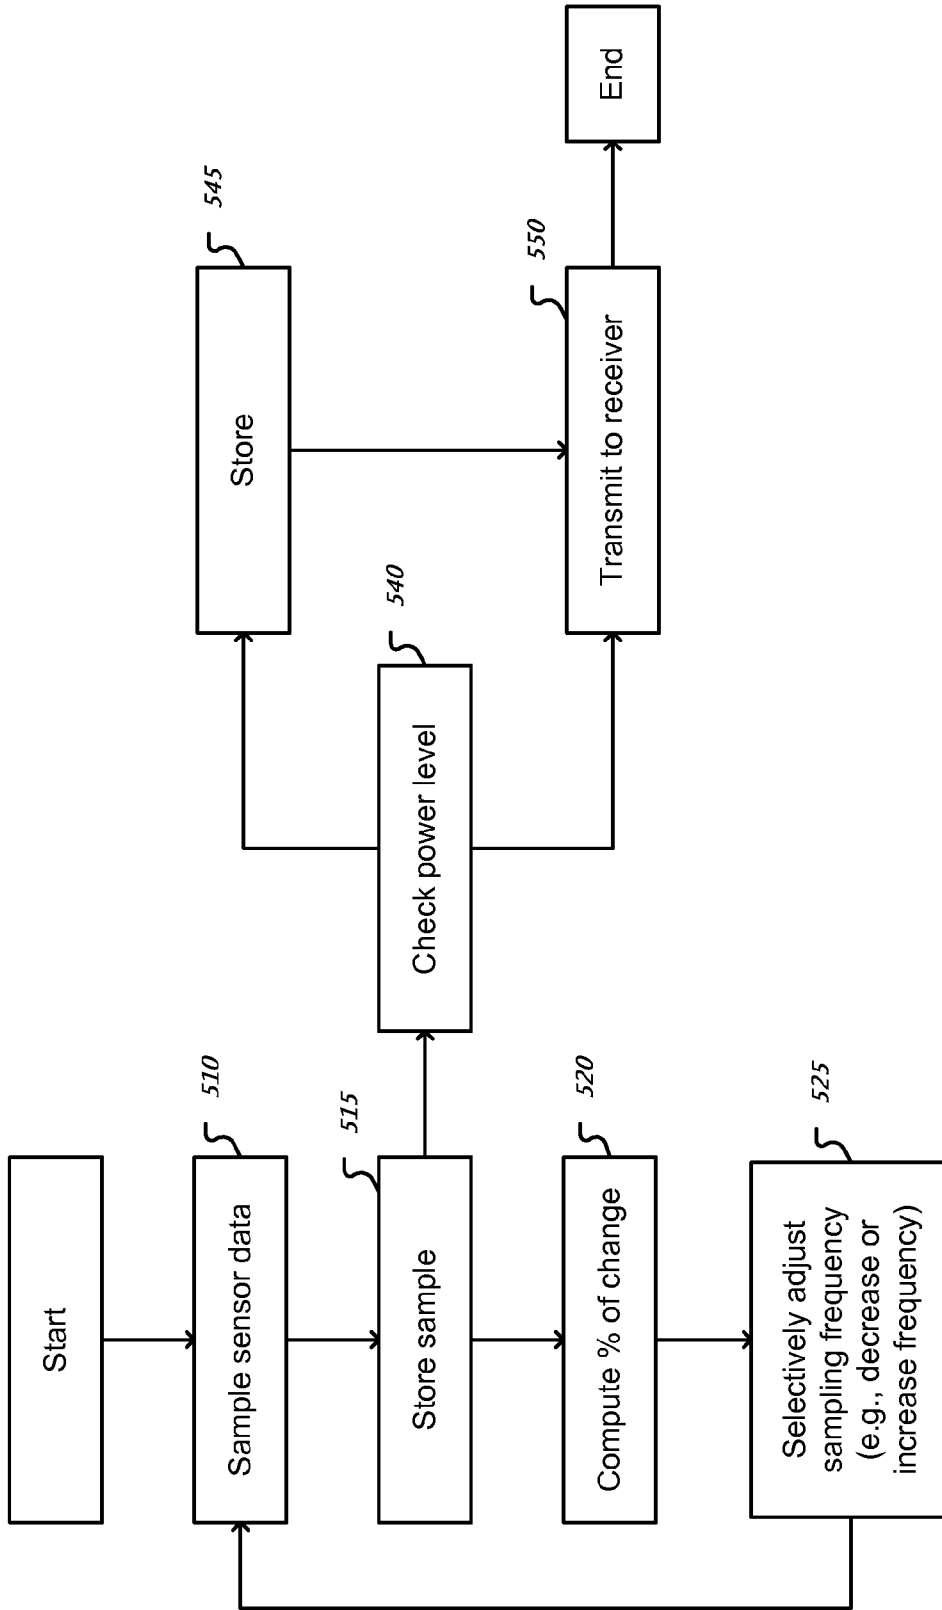 Start
Sample sensor data
510
Store sample
515
Compute % of change
520
Selectively adjust
sampling frequency
(e.g., decrease or
increase frequency)
525
Check power level
540
Store
545
Transmit to receiver
550
End